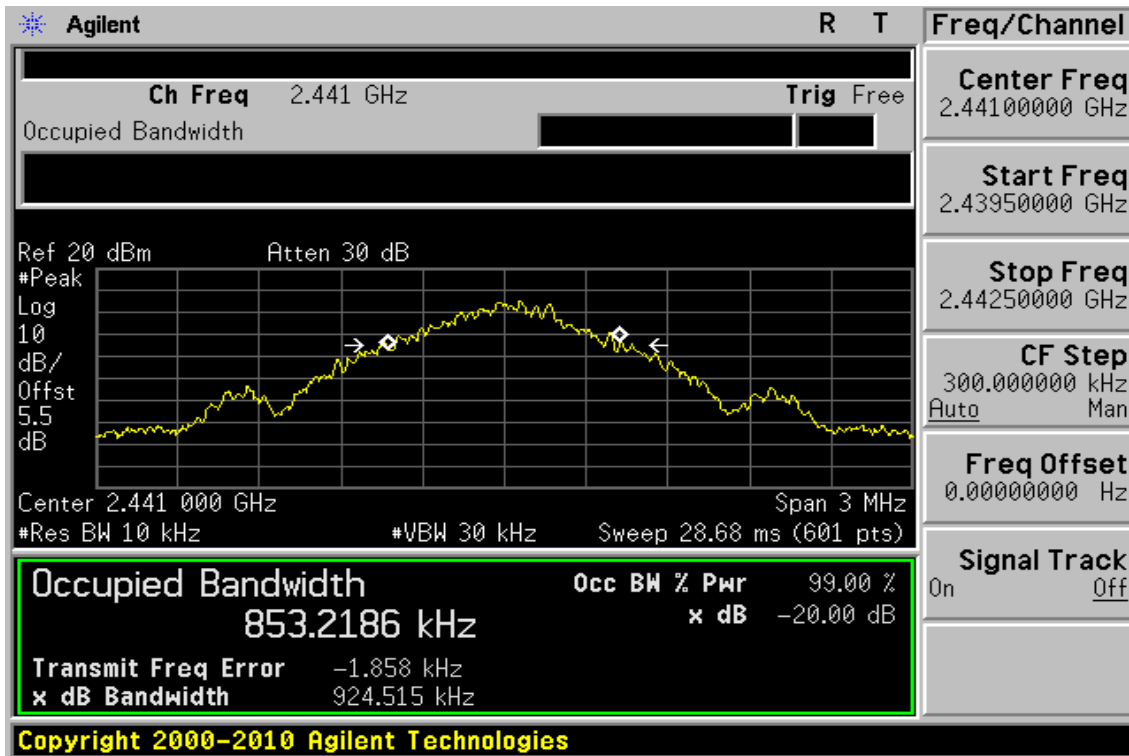 Agilent
R T
Freq/Channel
Ch Freq 2.441 GHz
Trig Free
Occupied Bandwidth
Center Freq
2.44100000 GHz
Start Freq
2.43950000 GHz
Stop Freq
2.44250000 GHz
CF Step
300.000000 kHz
Auto Man
Freq Offset
0.00000000 Hz
Signal Track
On Off
Ref 20 dBm Atten 30 dB
#Peak
Log
10
dB/
Offst
5.5
dB
Center 2.441 000 GHz Span 3 MHz
#Res BW 10 kHz #VBW 30 kHz Sweep 28.68 ms (601 pts)
Occupied Bandwidth
853.2186 kHz
Occ BW % Pwr 99.00 %
x dB -20.00 dB
Transmit Freq Error -1.858 kHz
x dB Bandwidth 924.515 kHz
Copyright 2000-2010 Agilent Technologies